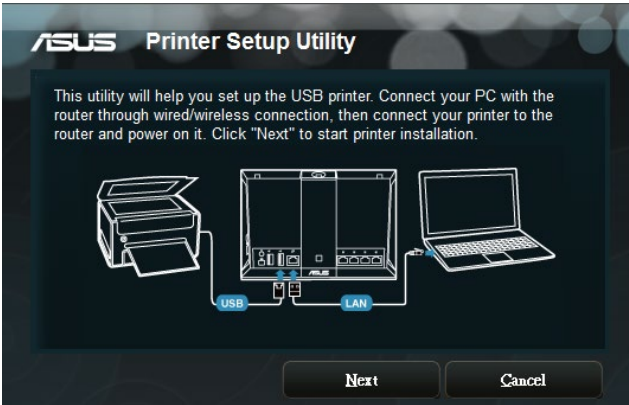 ASUS Printer Setup Utility
This utility will help you set up the USB printer. Connect your PC with the
router through wired/wireless connection, then connect your printer to the
router and power on it. Click "Next" to start printer installation.
ASUS
USB
LAN
Next
Cancel